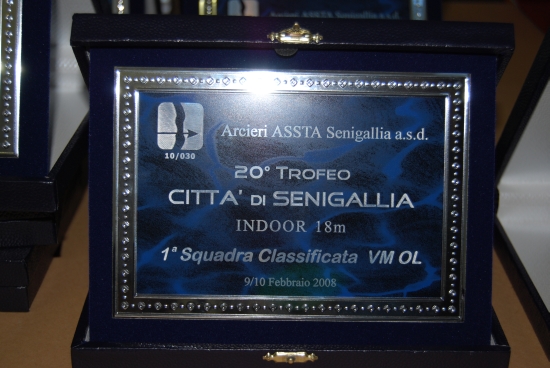 Arcieri ASSTA Senigallia a.s.d.
10/030
20° TROFEO
CITTA' DI SENIGALLIA
INDOOR 18m
1ª Squadra Classificata VM OL
9/10 Febbraio 2008